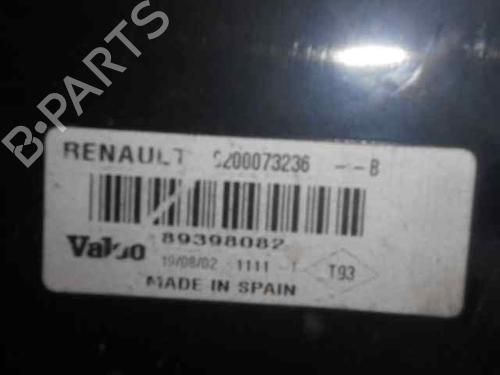 B-PARTS
RENAULT 8200073236 -- B
89398082
Valeo
19/08/02 1111 - T
T93
MADE IN SPAIN